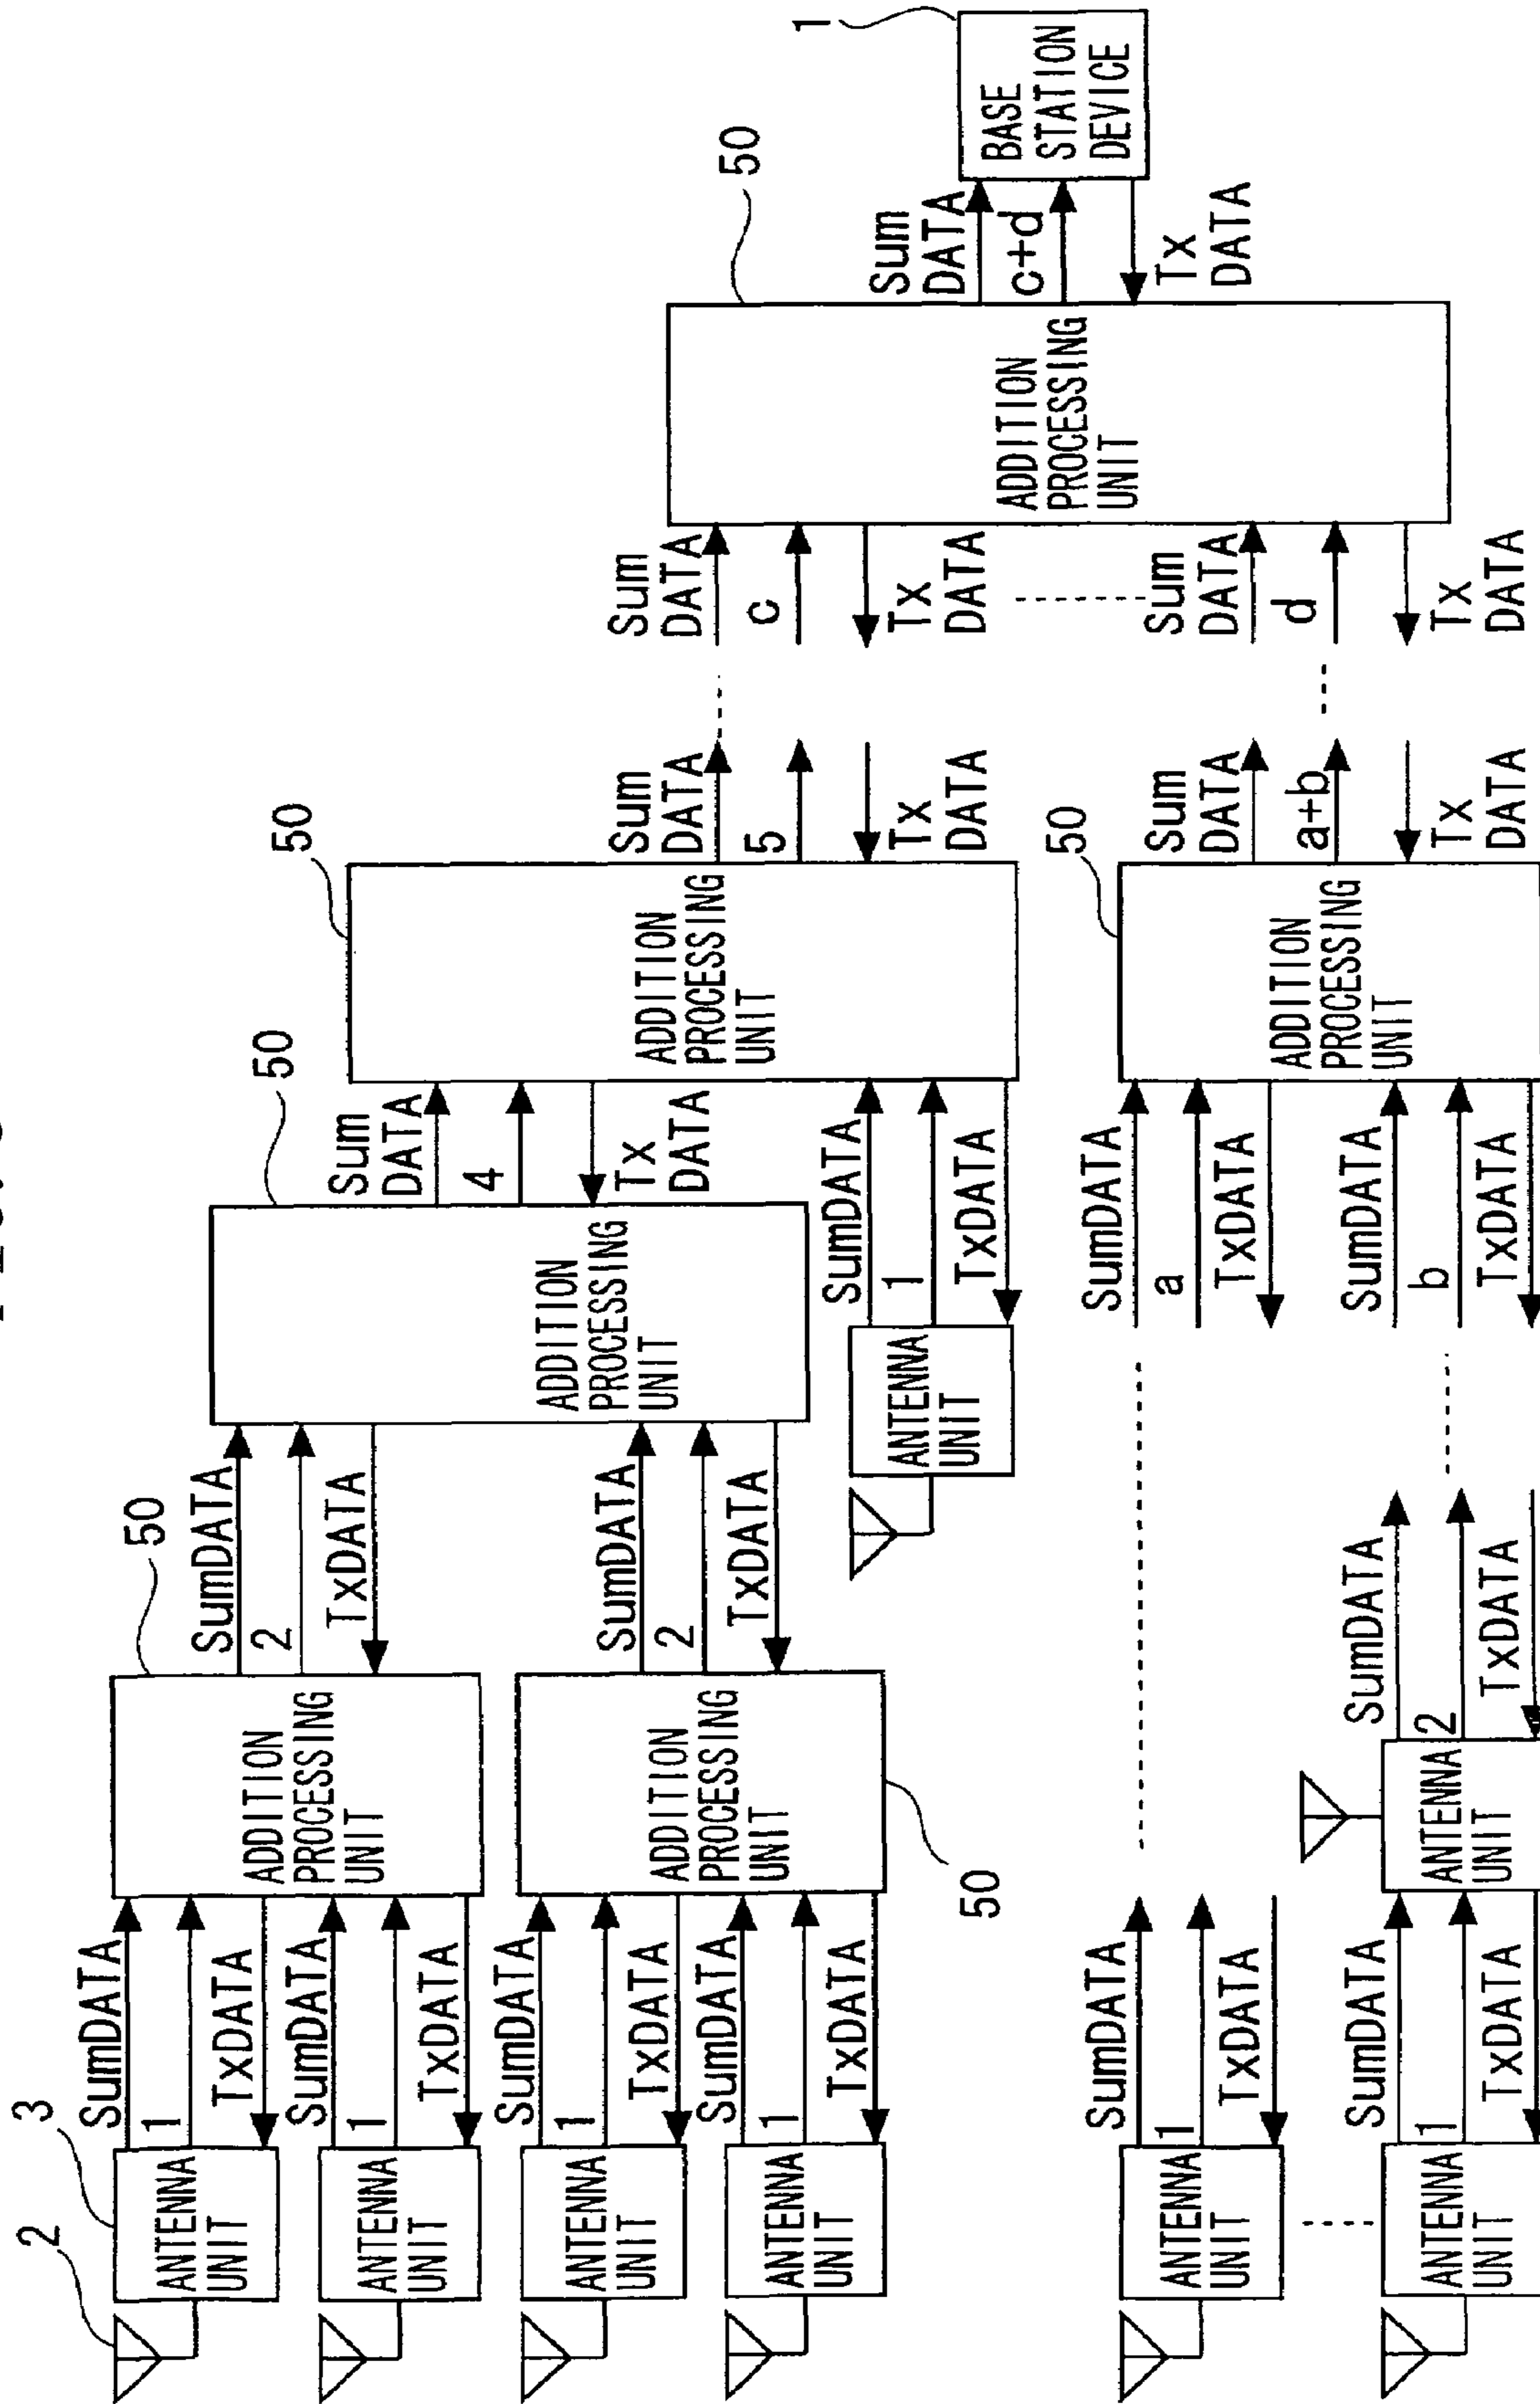 2
3
ANTENNA
UNIT
SumDATA
1
TxDATA
ANTENNA
UNIT
SumDATA
1
TxDATA
ANTENNA
UNIT
SumDATA
1
TxDATA
ANTENNA
UNIT
SumDATA
1
TxDATA
50
ADDITION
PROCESSING
UNIT
SumDATA
2
TxDATA
50
ADDITION
PROCESSING
UNIT
SumDATA
2
TxDATA
50
ADDITION
PROCESSING
UNIT
Sum
DATA
4
Tx
DATA
ANTENNA
UNIT
SumDATA
1
TxDATA
50
ADDITION
PROCESSING
UNIT
Sum
DATA
5
Tx
DATA
Sum
DATA
c
Tx
DATA
ANTENNA
UNIT
SumDATA
1
TxDATA
ANTENNA
UNIT
SumDATA
1
TxDATA
ANTENNA
UNIT
SumDATA
2
TxDATA
SumDATA
a
TxDATA
SumDATA
b
TxDATA
50
ADDITION
PROCESSING
UNIT
Sum
DATA
a+b
Tx
DATA
Sum
DATA
d
Tx
DATA
50
ADDITION
PROCESSING
UNIT
Sum
DATA
c+d
Tx
DATA
1
BASE
STATION
DEVICE